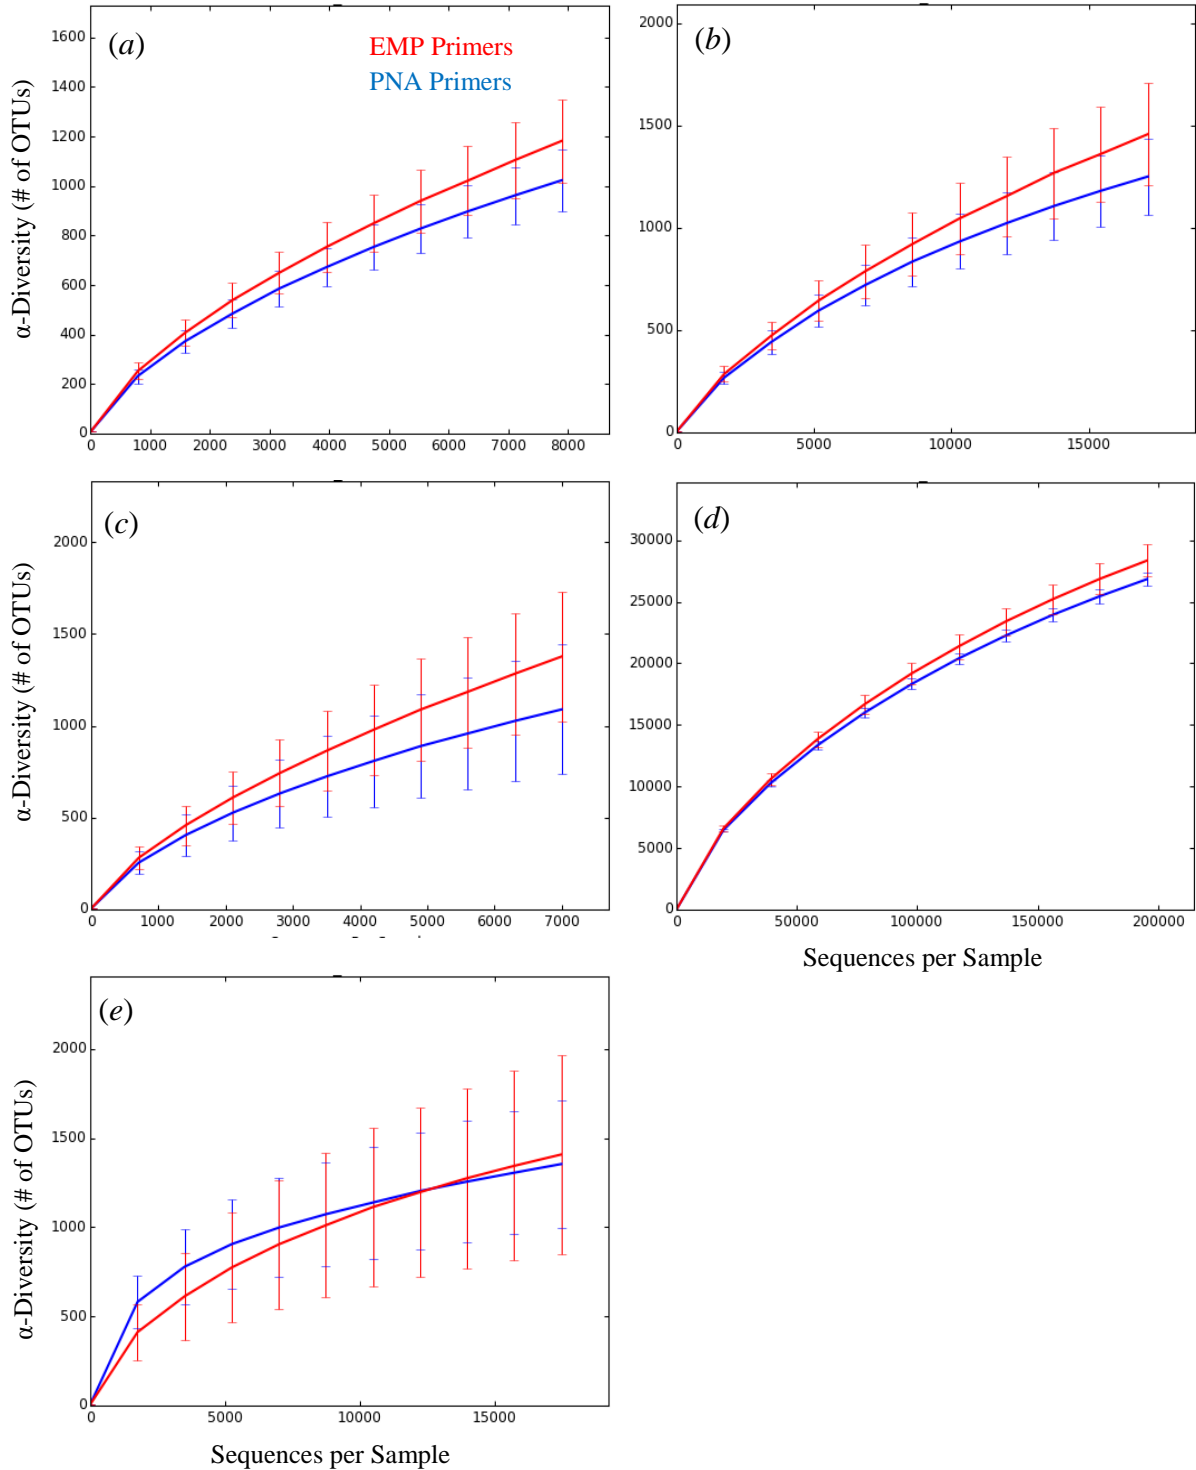 (a)
EMP Primers
PNA Primers
α-Diversity (# of OTUs)
1600
1400
1200
1000
800
600
400
200
0
0 1000 2000 3000 4000 5000 6000 7000 8000
(b)
2000
1500
1000
500
0
0 5000 10000 15000
(c)
α-Diversity (# of OTUs)
2000
1500
1000
500
0
0 1000 2000 3000 4000 5000 6000 7000
(d)
30000
25000
20000
15000
10000
5000
0
0 50000 100000 150000 200000
Sequences per Sample
(e)
α-Diversity (# of OTUs)
2000
1500
1000
500
0
0 5000 10000 15000
Sequences per Sample